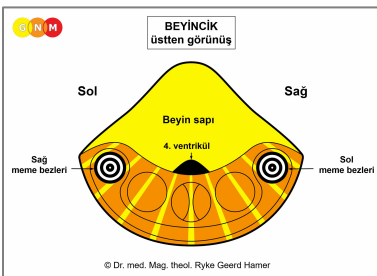 GNM
BEYİNCİK
üstten görünüş
Sol
Sağ
Beyin sapı
4. ventrikül
Sağ
meme bezleri
Sol
meme bezleri
© Dr. med. Mag. theol. Ryke Geerd Hamer